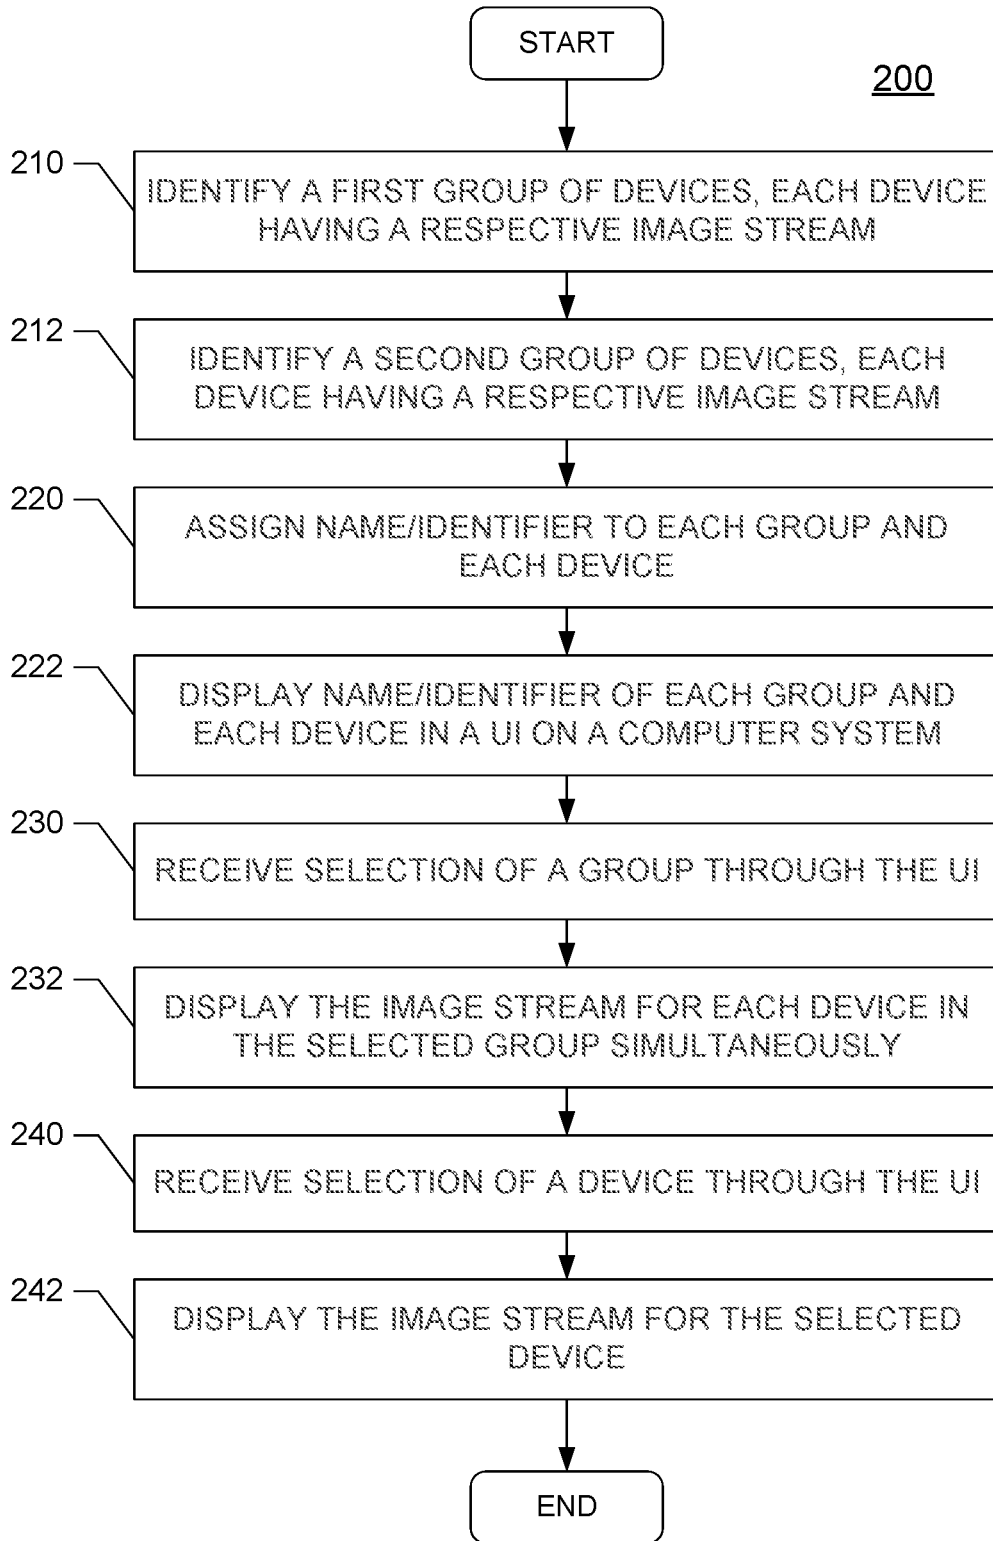 START
200
210
IDENTIFY A FIRST GROUP OF DEVICES, EACH DEVICE
HAVING A RESPECTIVE IMAGE STREAM
212
IDENTIFY A SECOND GROUP OF DEVICES, EACH
DEVICE HAVING A RESPECTIVE IMAGE STREAM
220
ASSIGN NAME/IDENTIFIER TO EACH GROUP AND
EACH DEVICE
222
DISPLAY NAME/IDENTIFIER OF EACH GROUP AND
EACH DEVICE IN A UI ON A COMPUTER SYSTEM
230
RECEIVE SELECTION OF A GROUP THROUGH THE UI
232
DISPLAY THE IMAGE STREAM FOR EACH DEVICE IN
THE SELECTED GROUP SIMULTANEOUSLY
240
RECEIVE SELECTION OF A DEVICE THROUGH THE UI
242
DISPLAY THE IMAGE STREAM FOR THE SELECTED
DEVICE
END